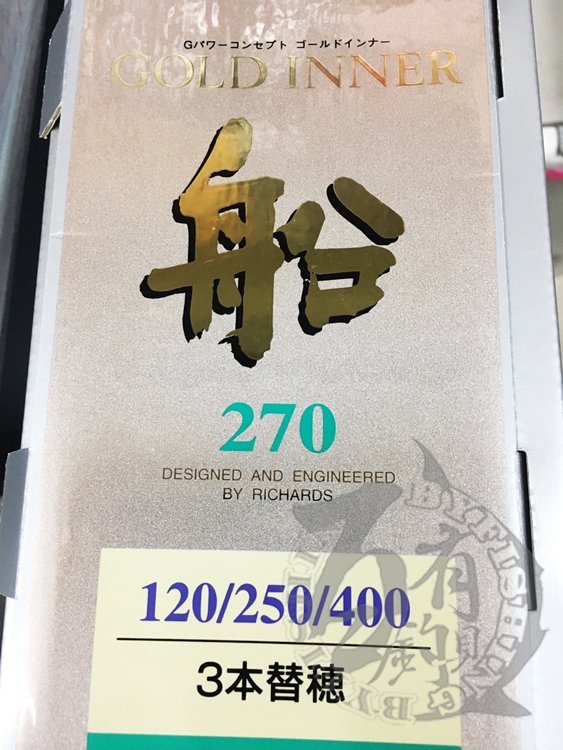 Gパワーコンセプト ゴールドインナー
GOLD INNER
船
270
DESIGNED AND ENGINEERED
BY RICHARDS
120/250/400
3本替穂